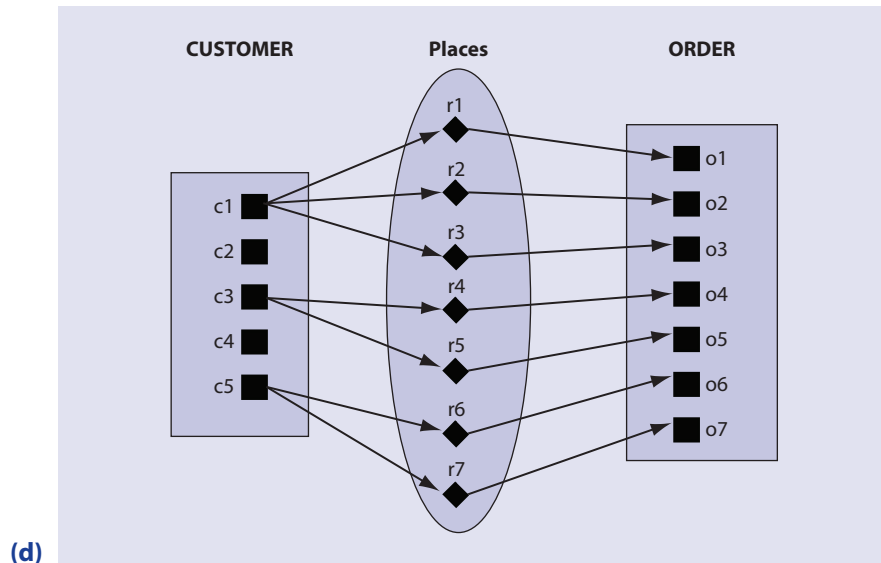 CUSTOMER Places ORDER
r1
o1
r2
c1 o2
r3
c2 o3
r4
c3 o4
r5
c4 o5
r6
c5 o6
r7
o7
(d)